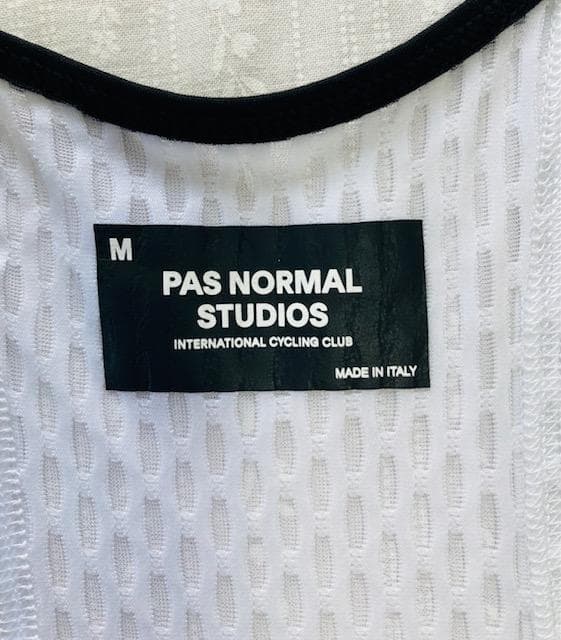 M
PAS NORMAL
STUDIOS
INTERNATIONAL CYCLING CLUB
MADE IN ITALY